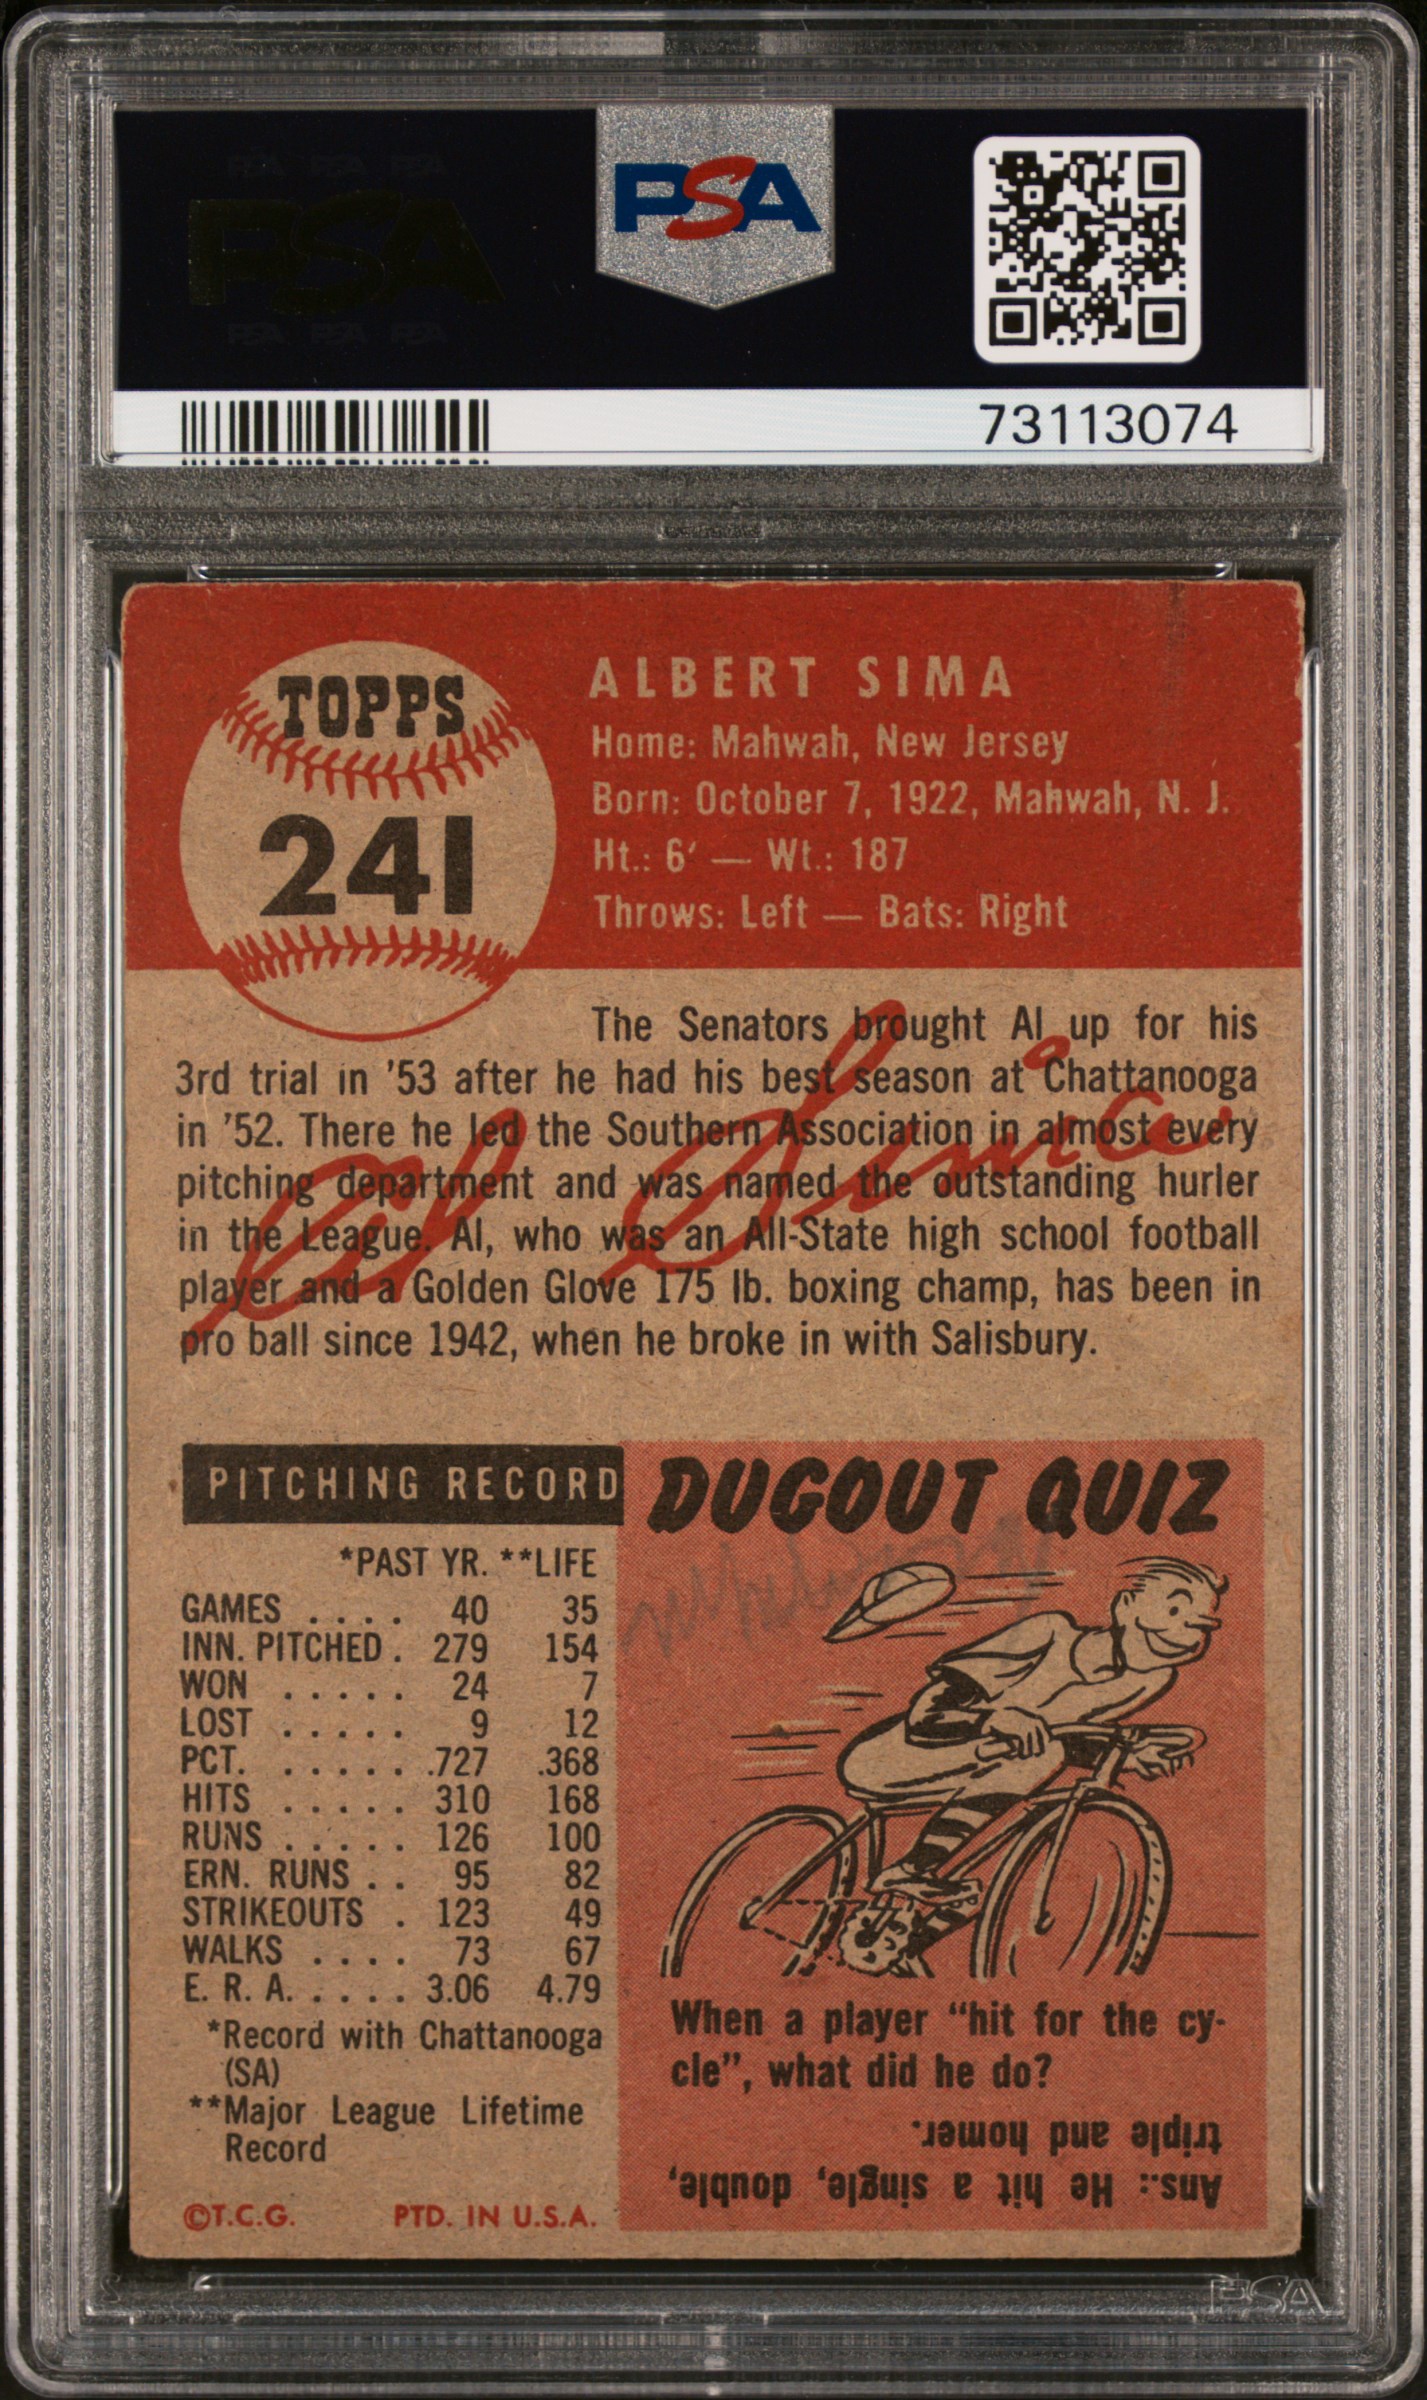 PSA PSA PSA
PSA
PSA PSA PSA
PSA
73113074
TOPPS
241
ALBERT SIMA
Home: Mahwah, New Jersey
Born: October 7, 1922, Mahwah, N. J.
Ht.: 6′ — Wt.: 187
Throws: Left — Bats: Right
The Senators brought Al up for his
3rd trial in '53 after he had his best season at Chattanooga
in '52. There he led the Southern Association in almost every
pitching department and was named the outstanding hurler
in the League. Al, who was an All-State high school football
player and a Golden Glove 175 lb. boxing champ, has been in
pro ball since 1942, when he broke in with Salisbury.
Al Sima
PITCHING RECORD
*PAST YR. **LIFE
GAMES .... 40 35
INN. PITCHED . 279 154
WON ..... 24 7
LOST ..... 9 12
PCT. ...... .727 .368
HITS ..... 310 168
RUNS ..... 126 100
ERN. RUNS .. 95 82
STRIKEOUTS . 123 49
WALKS .... 73 67
E. R. A. ..... 3.06 4.79
*Record with Chattanooga
(SA)
**Major League Lifetime
Record
©T.C.G. PTD. IN U.S.A.
DUGOUT QUIZ
When a player "hit for the cy-
cle", what did he do?
Ans.: He hit a single, double,
triple and homer.
PSA